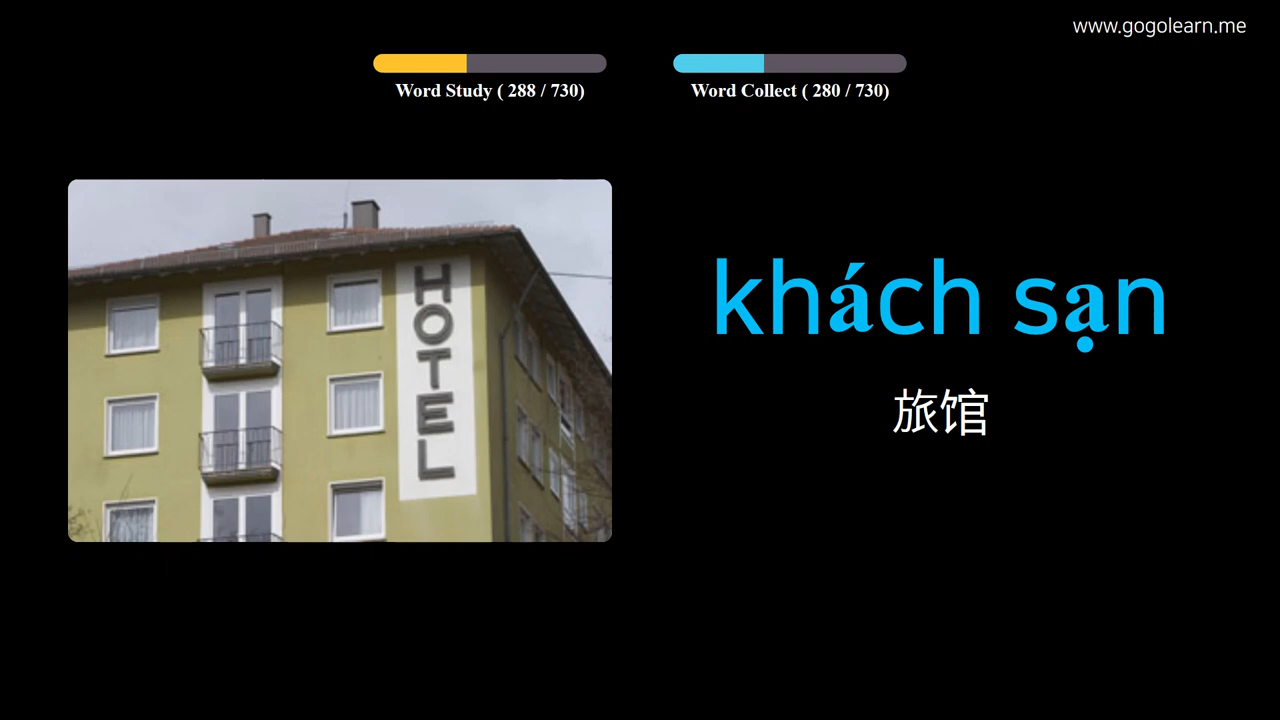 www.gogolearn.me
Word Study ( 288 / 730)
Word Collect ( 280 / 730)
HOTEL
khách sạn
旅馆